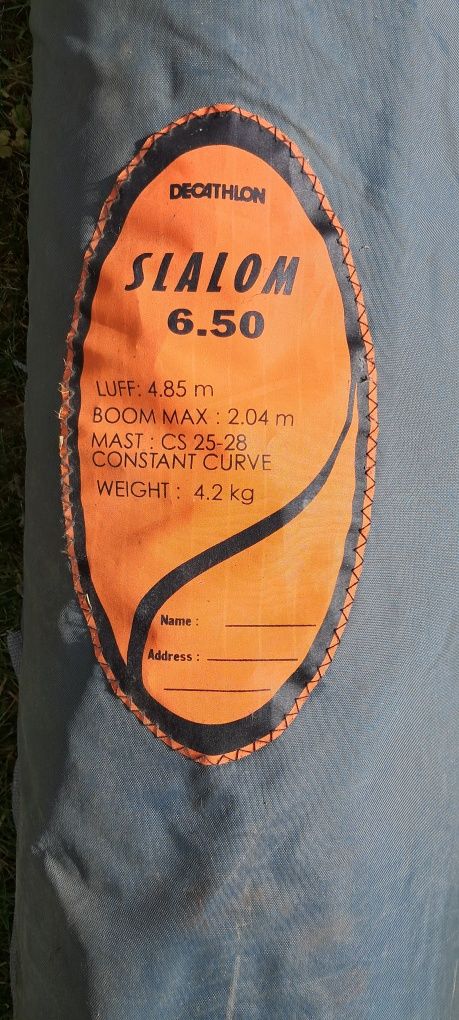 DECATHLON
SLALOM
6.50
LUFF: 4.85 m
BOOM MAX : 2.04 m
MAST : CS 25-28
CONSTANT CURVE
WEIGHT : 4.2 kg
Name :
Address :